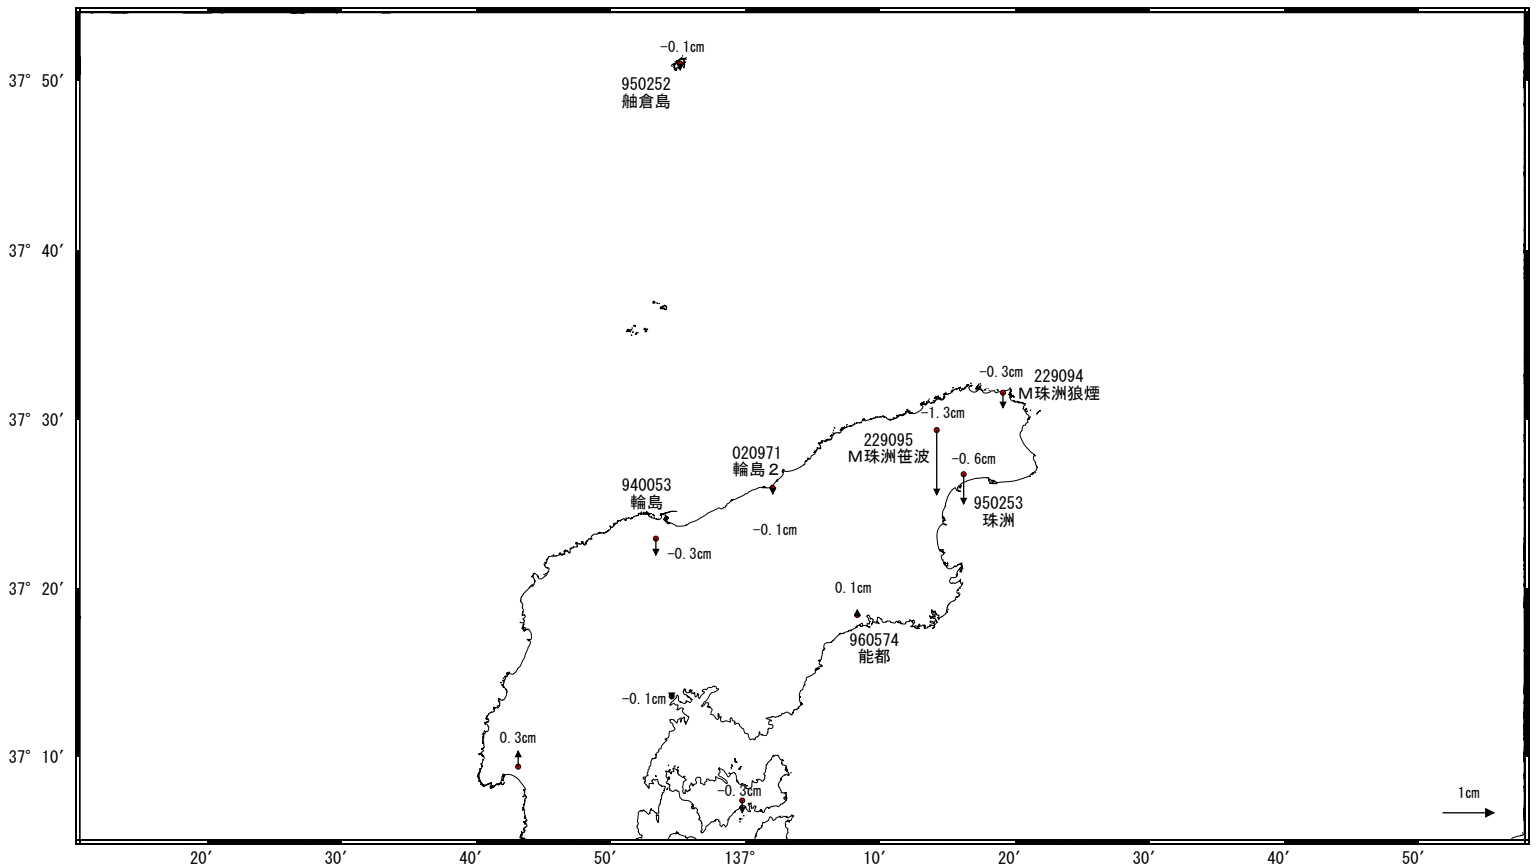 -0.1cm
37° 50′
950252
舳倉島
37° 40′
-0.3cm
229094
M珠洲狼煙
-1.3cm
37° 30′
229095
M珠洲笹波
020971
輪島2
-0.6cm
940053
輪島
950253
珠洲
-0.1cm
-0.3cm
37° 20′
0.1cm
960574
能都
-0.1cm
0.3cm
37° 10′
-0.3cm
1cm
20′
30′
40′
50′
137°
10′
20′
30′
40′
50′